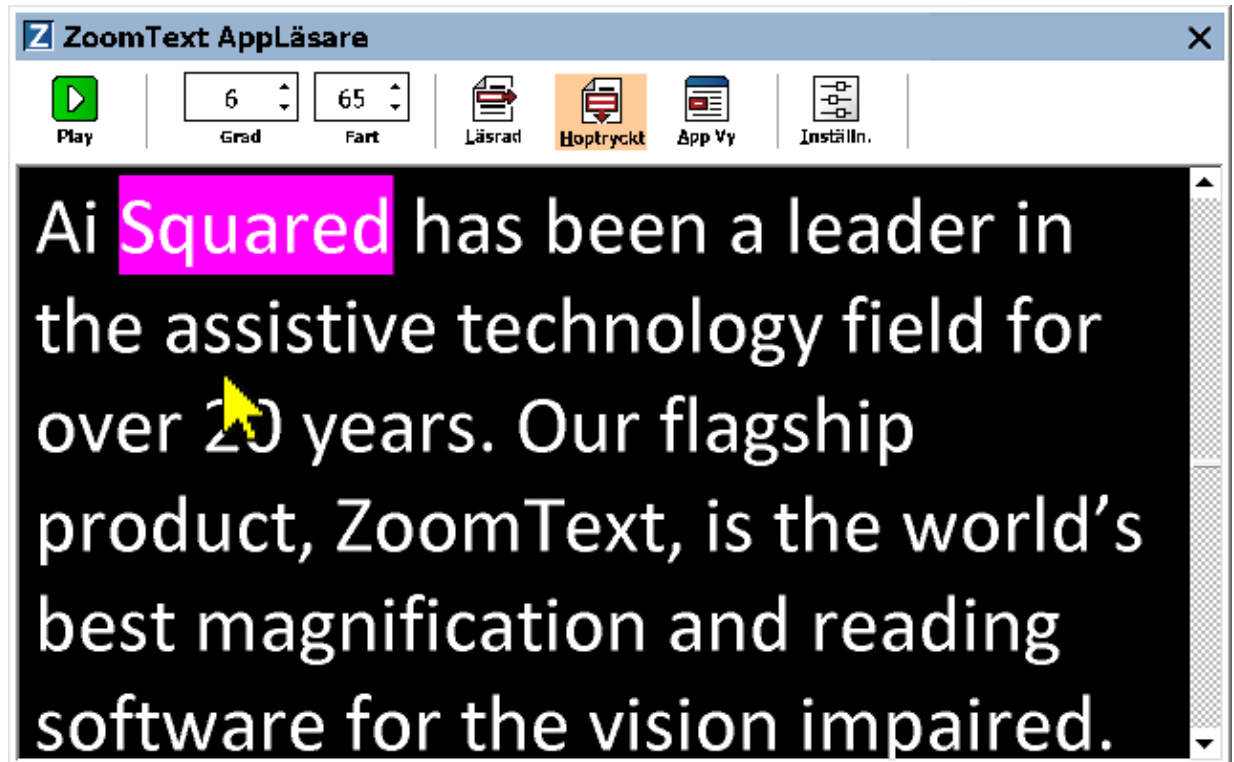 ZoomText AppLäsare
6 65
Play Grad Fart Läsrad Hoptryckt App Vy Inställn.
Ai Squared has been a leader in
the assistive technology field for
over 20 years. Our flagship
product, ZoomText, is the world’s
best magnification and reading
software for the vision impaired.